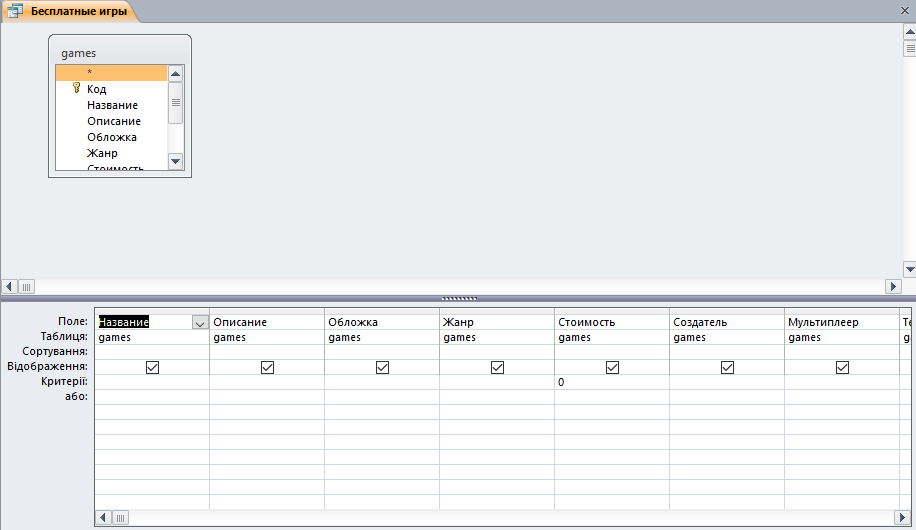 Бесплатные игры
games
*
Код
Название
Описание
Обложка
Жанр
Стоимость
Поле: Название Описание Обложка Жанр Стоимость Создатель Мультиплеер Те
Таблиця: games games games games games games games g
Сортування:
Відображення:
Критерії: 0
або: